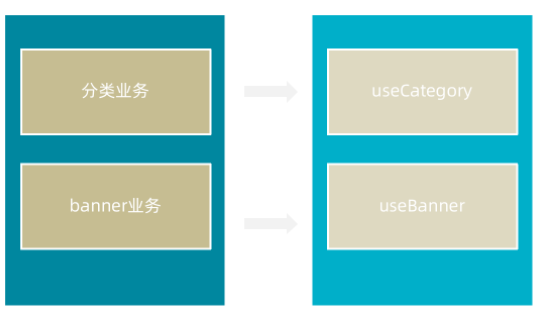 分类业务
useCategory
banner业务
useBanner